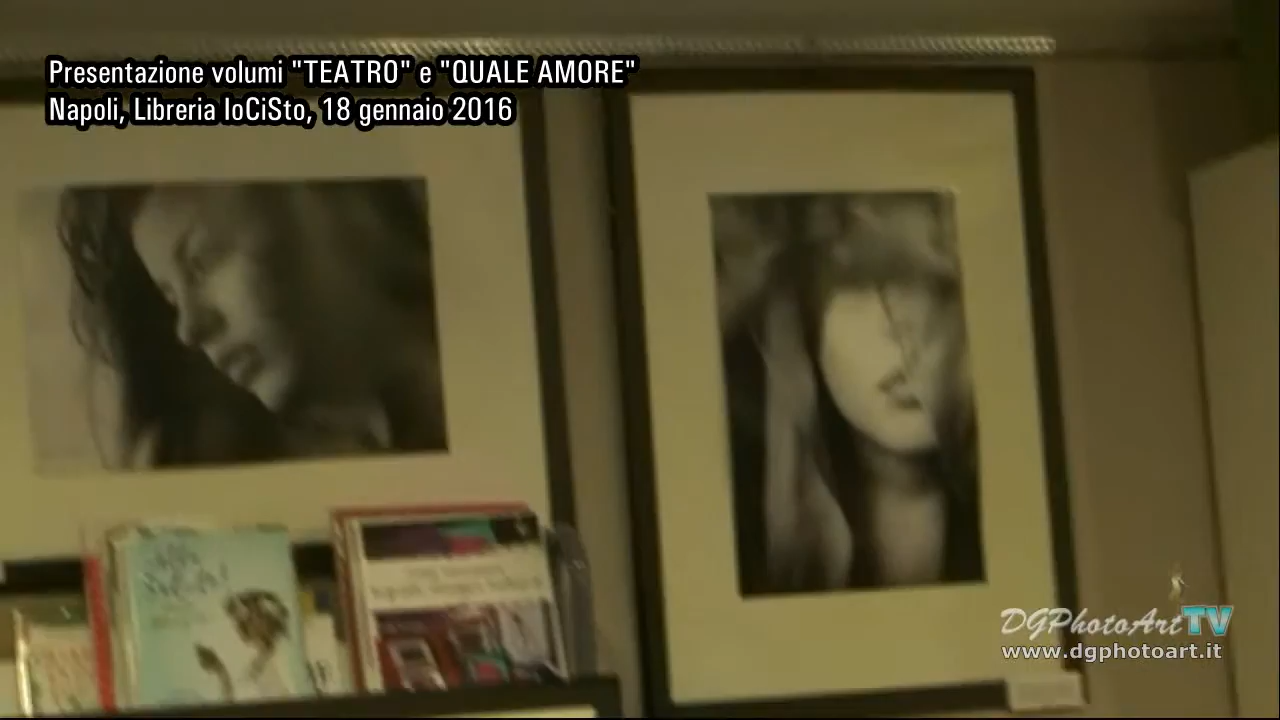 Presentazione volumi "TEATRO" e "QUALE AMORE"
Napoli, Libreria IoCiSto, 18 gennaio 2016
DGPhotoArtTV
www.dgphotoart.it